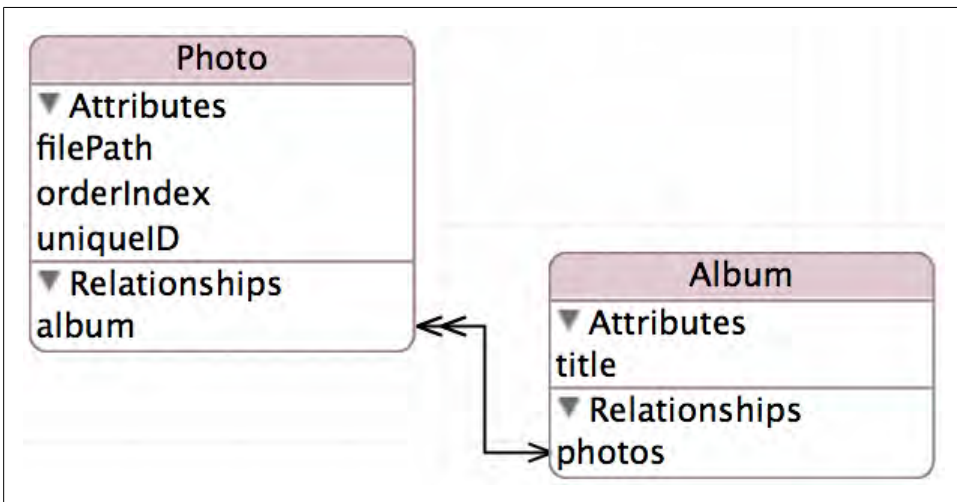 Photo
Attributes
filePath
orderIndex
uniqueID
Relationships
album
Album
Attributes
title
Relationships
photos